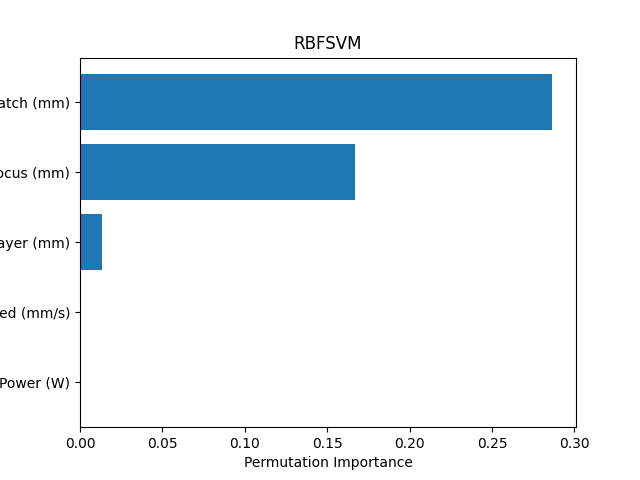 RBFSVM
atch (mm)
ocus (mm)
ayer (mm)
ed (mm/s)
Power (W)
0.00 0.05 0.10 0.15 0.20 0.25 0.30
Permutation Importance